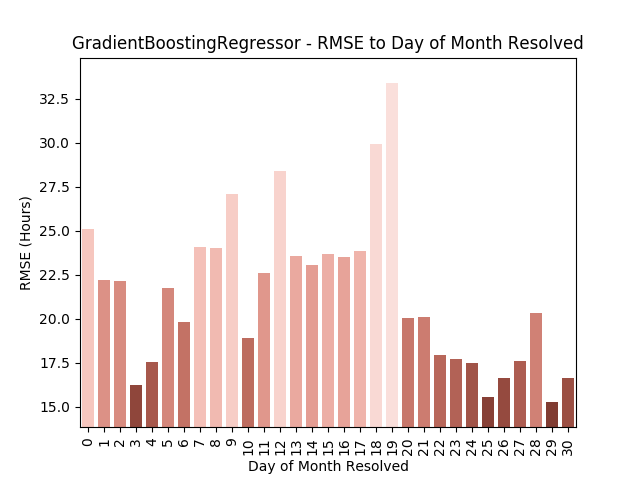 GradientBoostingRegressor - RMSE to Day of Month Resolved
32.5
30.0
27.5
25.0
22.5
20.0
17.5
15.0
RMSE (Hours)
0 1 2 3 4 5 6 7 8 9 10 11 12 13 14 15 16 17 18 19 20 21 22 23 24 25 26 27 28 29 30
Day of Month Resolved